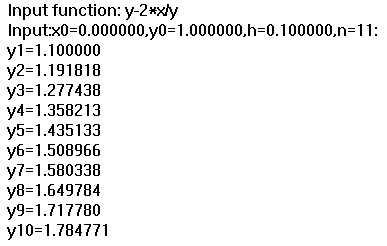 Input function: y-2*x/y
Input:x0=0.000000,y0=1.000000,h=0.100000,n=11:
y1=1.100000
y2=1.191818
y3=1.277438
y4=1.358213
y5=1.435133
y6=1.508966
y7=1.580338
y8=1.649784
y9=1.717780
y10=1.784771